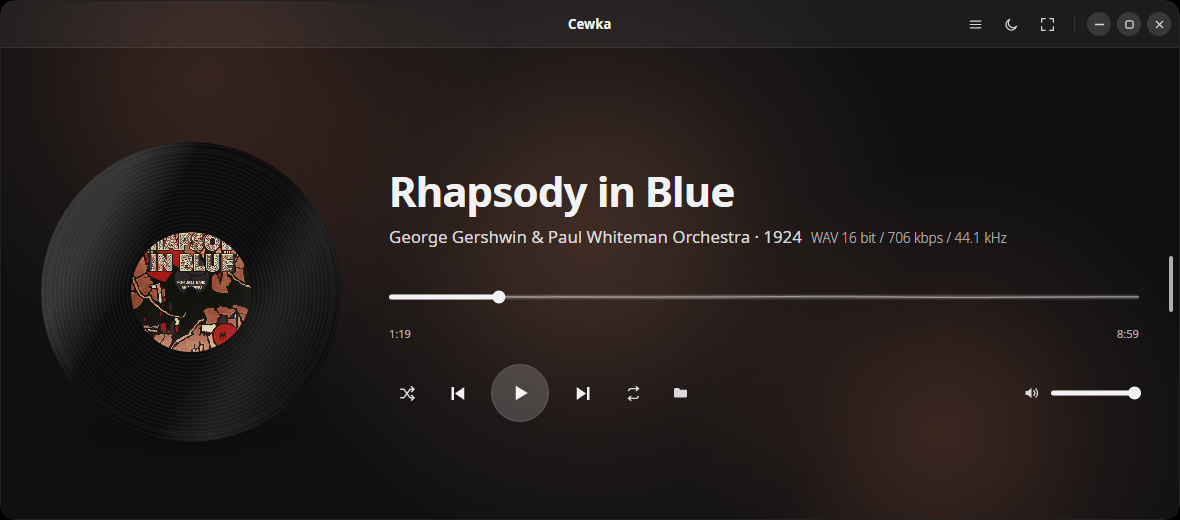 Cewka
Rhapsody in Blue
George Gershwin & Paul Whiteman Orchestra · 1924 WAV 16 bit / 706 kbps / 44.1 kHz
IN BLUE
1:19
8:59